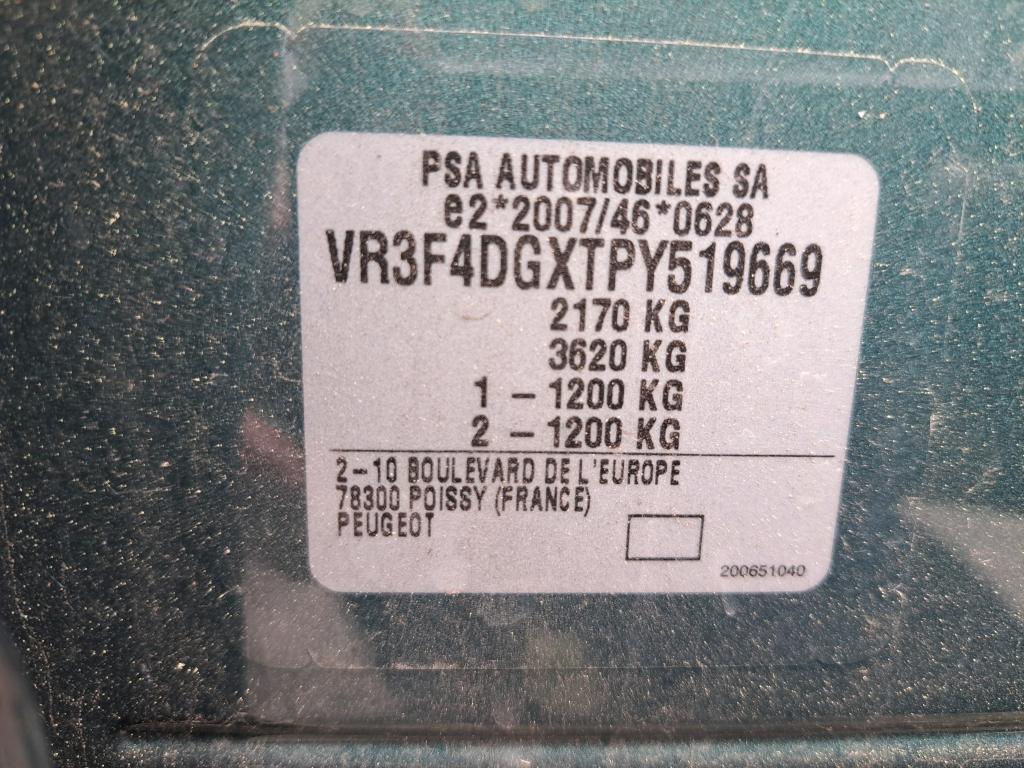 PSA AUTOMOBILES SA
e2*2007/46*0628
VR3F4DGXTPY519669
2170 KG
3620 KG
1 - 1200 KG
2 - 1200 KG
2-10 BOULEVARD DE L'EUROPE
78300 POISSY (FRANCE)
PEUGEOT
200651040